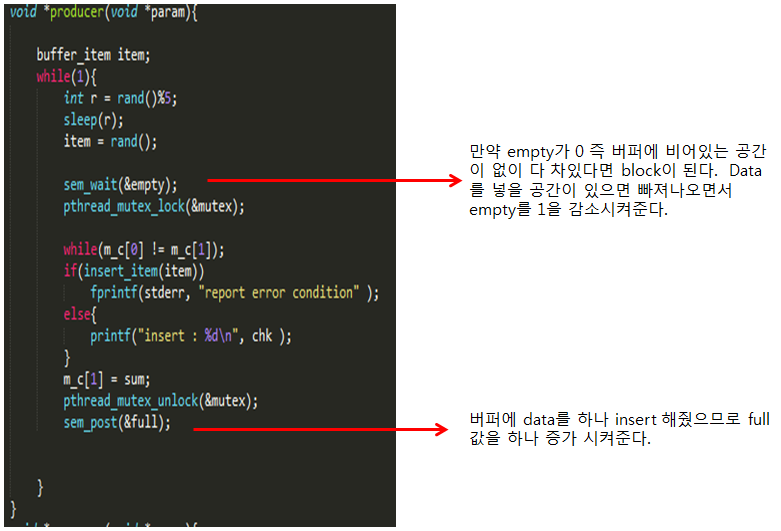 void *producer(void *param){
buffer_item item;
while(1){
int r = rand()%5;
sleep(r);
item = rand();
sem_wait(&empty);
pthread_mutex_lock(&mutex);
while(m_c[0] != m_c[1]);
if(insert_item(item))
fprintf(stderr, "report error condition" );
else{
printf("insert : %d\n", chk );
}
m_c[1] = sum;
pthread_mutex_unlock(&mutex);
sem_post(&full);
}
}
만약 empty가 0 즉 버퍼에 비어있는 공간
이 없이 다 차있다면 block이 된다. Data
를 넣을 공간이 있으면 빠져나오면서
empty를 1을 감소시켜준다.
버퍼에 data를 하나 insert 해줬으므로 full
값을 하나 증가 시켜준다.